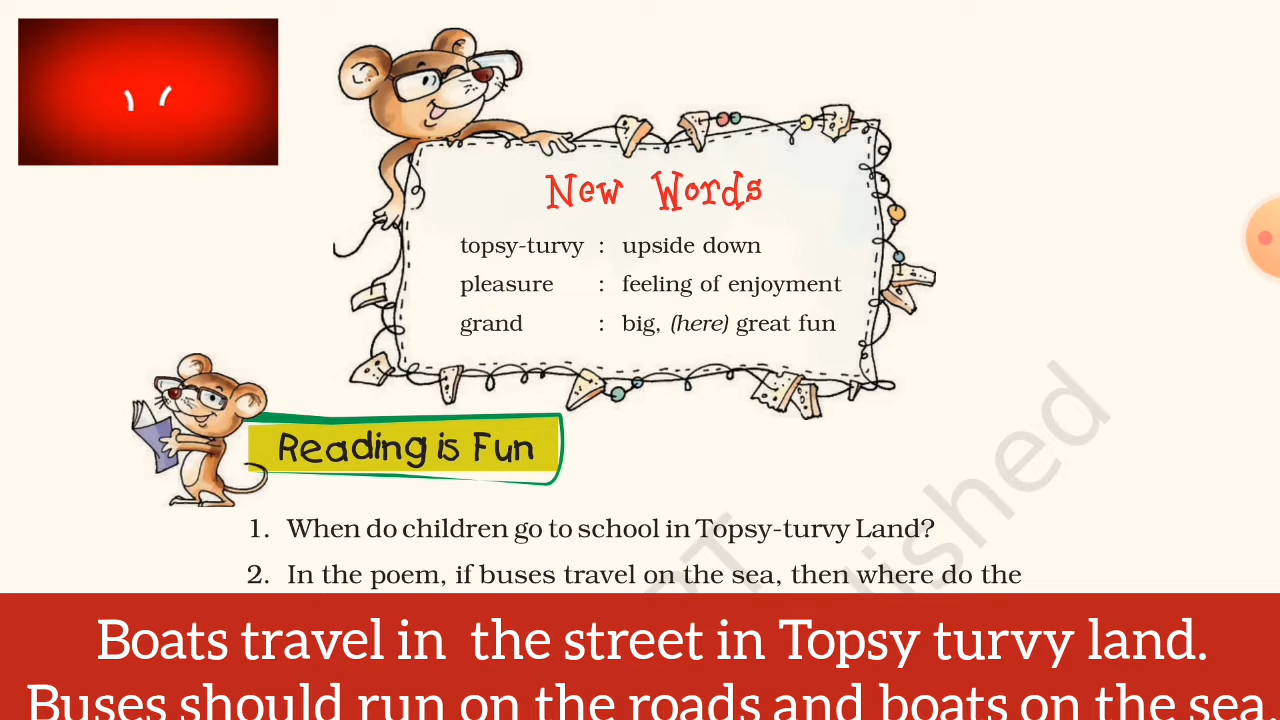 New Words
topsy-turvy : upside down
pleasure : feeling of enjoyment
grand : big, (here) great fun
Reading is Fun
1. When do children go to school in Topsy-turvy Land?
2. In the poem, if buses travel on the sea, then where do the
Boats travel in the street in Topsy turvy land.
Buses should run on the roads and boats on the sea